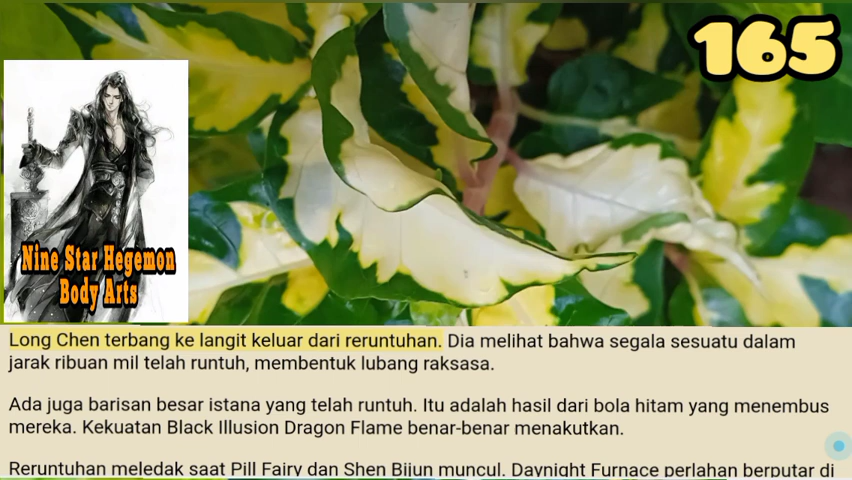 165
Nine Star Hegemon
Body Arts
Long Chen terbang ke langit keluar dari reruntuhan. Dia melihat bahwa segala sesuatu dalam
jarak ribuan mil telah runtuh, membentuk lubang raksasa.
Ada juga barisan besar istana yang telah runtuh. Itu adalah hasil dari bola hitam yang menembus
mereka. Kekuatan Black Illusion Dragon Flame benar-benar menakutkan.
Reruntuhan meledak saat Pill Fairy dan Shen Bijun muncul. Daynight Furnace perlahan berputar di